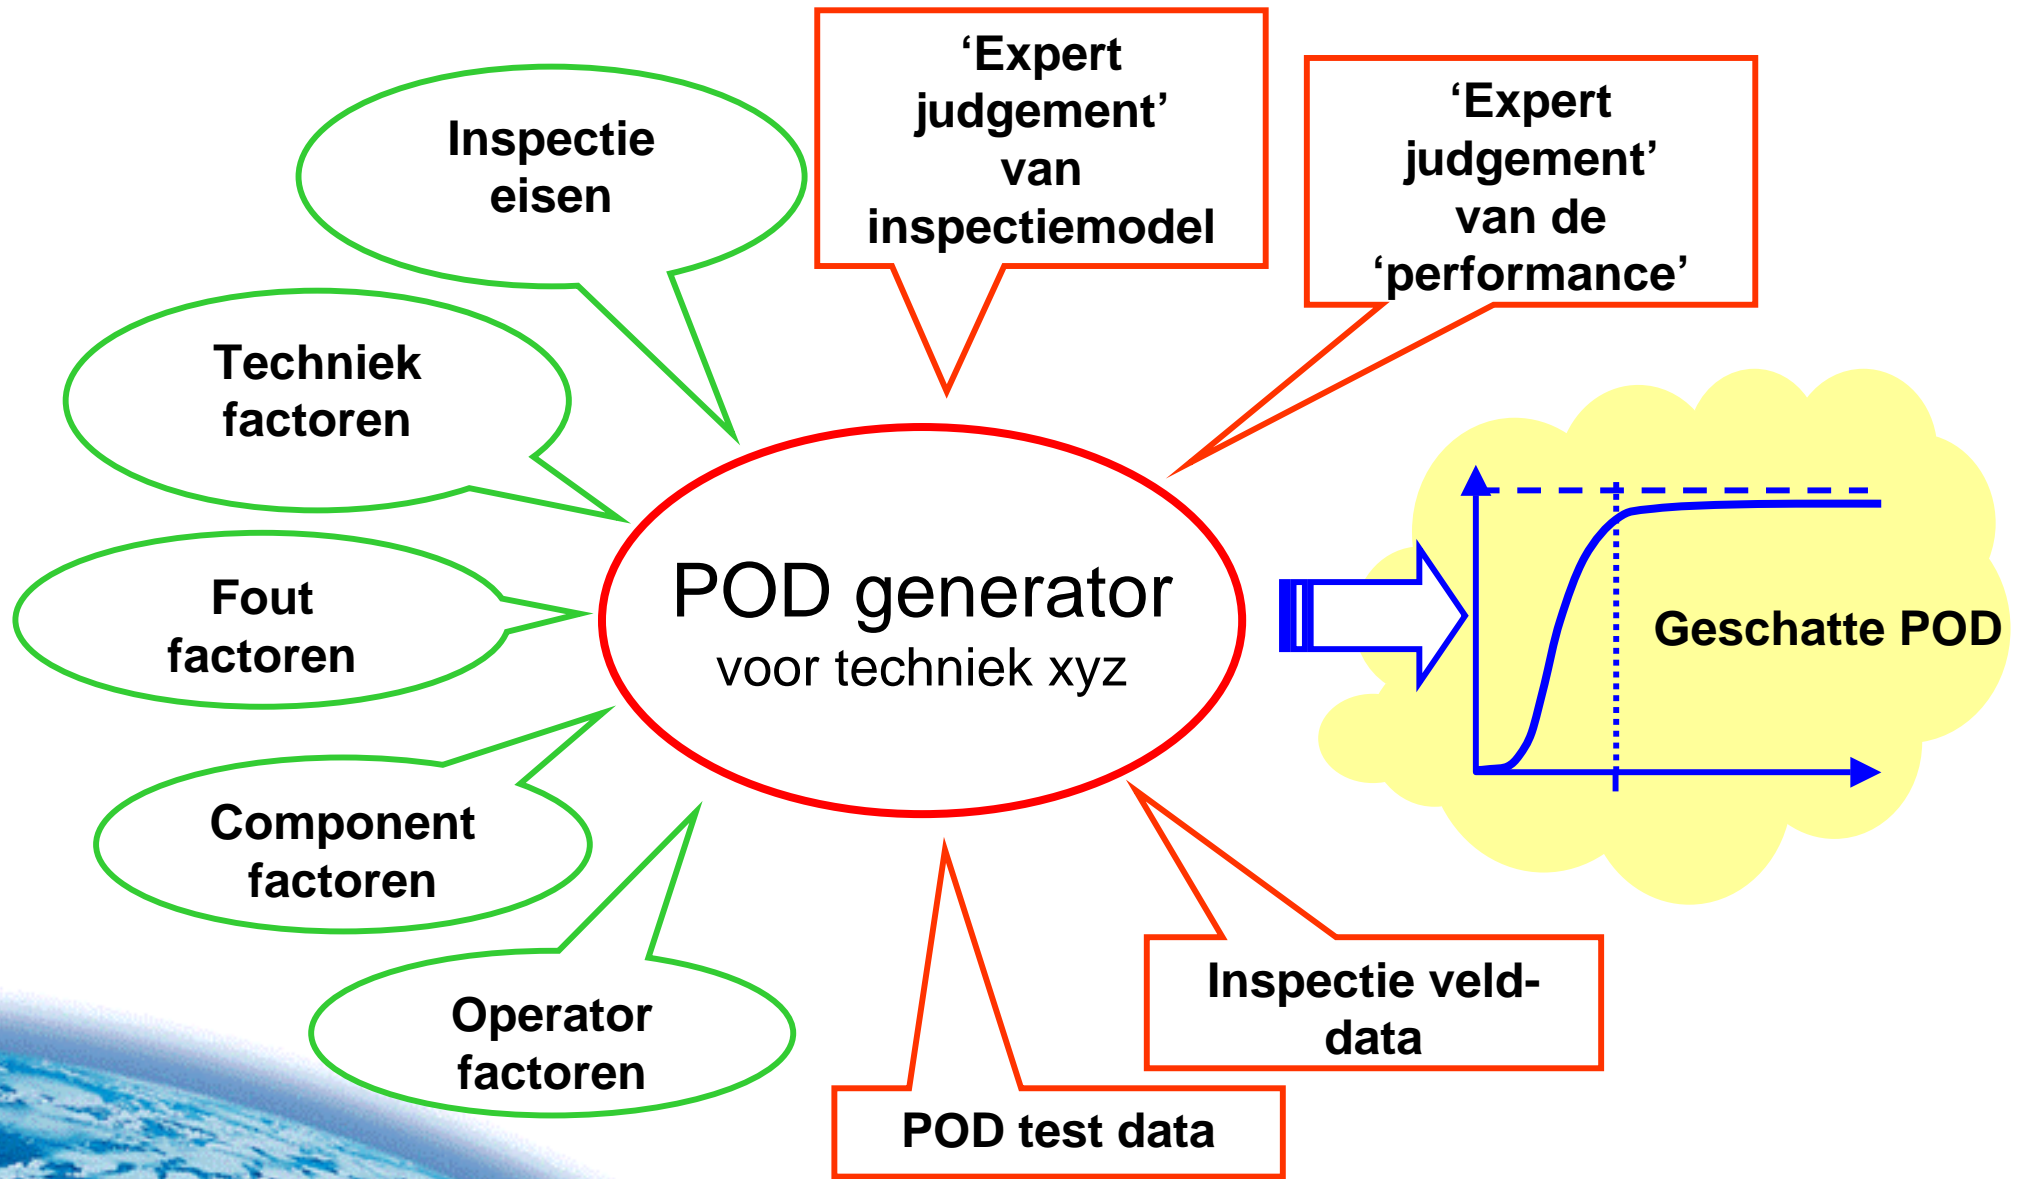 ‘Expert
judgement’
van
inspectiemodel
‘Expert
judgement’
van de
‘performance’
Inspectie
eisen
Techniek
factoren
Fout
factoren
Component
factoren
Operator
factoren
POD generator
voor techniek xyz
Geschatte POD
Inspectie veld-
data
POD test data